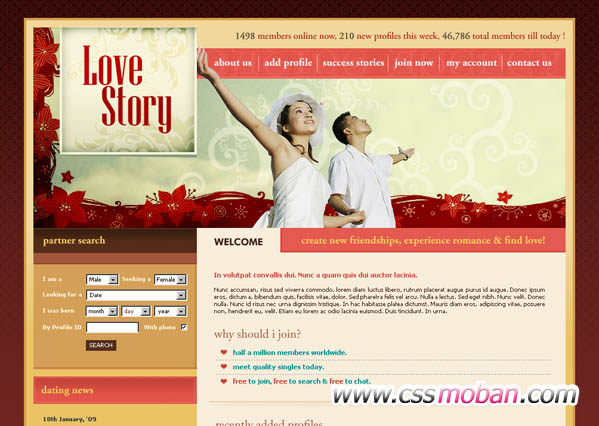 1498 members online now, 210 new profiles this week, 46,786 total members till today !
Love
Story
about us
add profile
success stories
join now
my account
contact us
partner search
WELCOME
create new friendships, experience romance & find love!
I am a
Male
Seeking a
Female
Looking for a
Date
I was born
month
day
year
By Profile ID
With photo
SEARCH
In volutpat convallis dui. Nunc a quam quis dui auctor lacinia.
Nunc accumsan, risus sed viverra commodo, lorem diam luctus libero, rutrum placerat augue purus id augue. Donec ipsum
eros, dictum a, bibendum quis, facilisis vitae, dolor. Sed pharetra felis vel arcu. Nulla a lectus. Sed eget nibh. Nunc velit. Donec
nulla. Nunc id risus nec urna dignissim tristique. In hac habitasse platea dictumst. Mauris diam eros, adipiscing vitae, posuere
non, hendrerit eu, velit. Etiam eu lorem ac odio lacinia euismod. Duis tincidunt. In urna.
why should i join?
half a million members worldwide.
meet quality singles today.
free to join, free to search & free to chat.
dating news
10th January, '09
recently added profiles
www.cssmoban.com